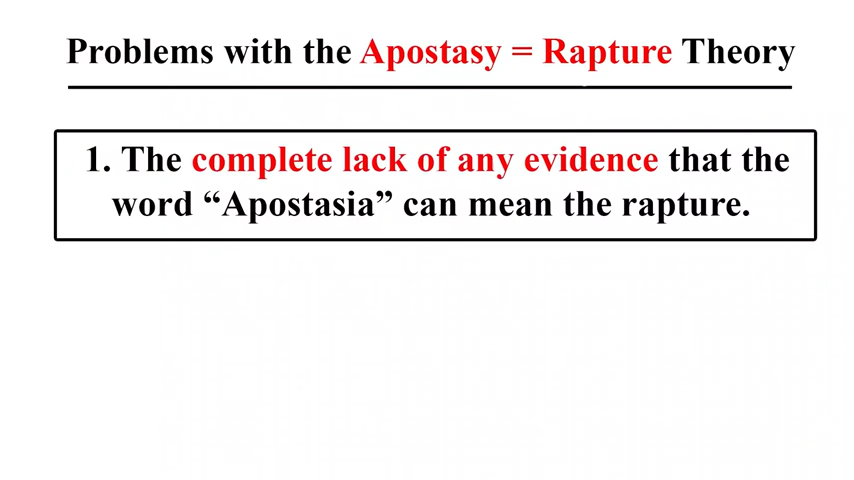 Problems with the Apostasy = Rapture Theory
1. The complete lack of any evidence that the
word “Apostasia” can mean the rapture.